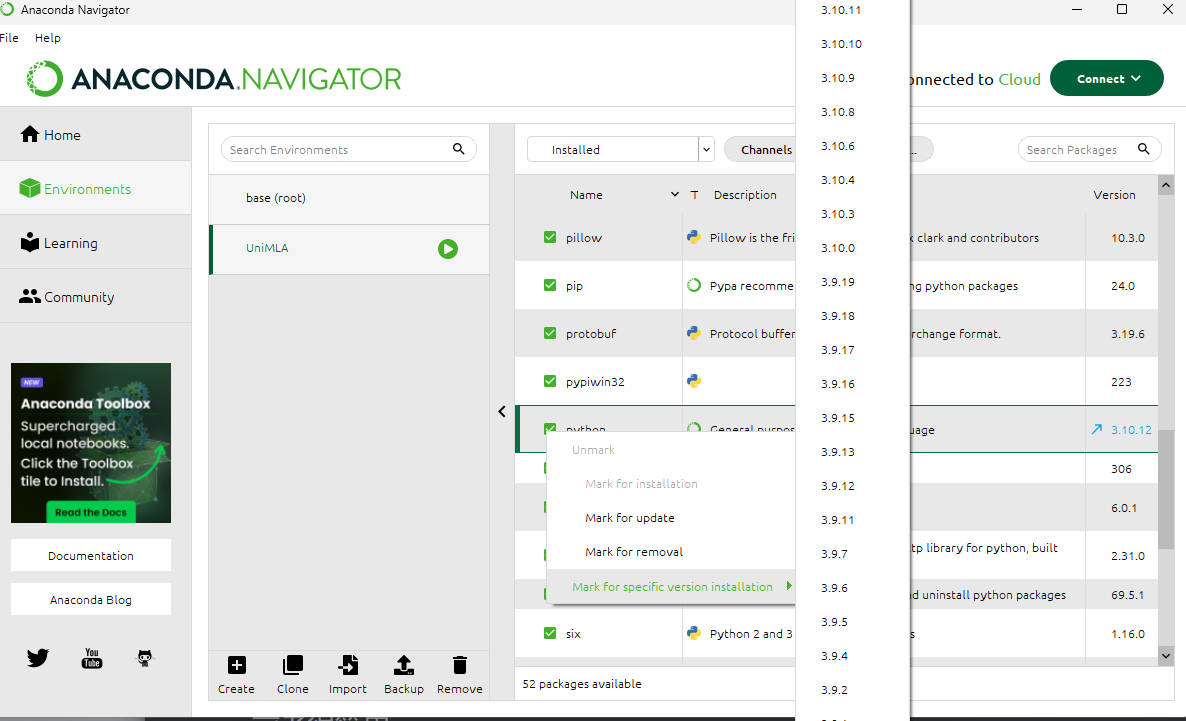 Anaconda Navigator
File Help
ANACONDA.NAVIGATOR
onnected to Cloud
Connect
Home
Environments
Learning
Community
NEW
Anaconda Toolbox
Supercharged
local notebooks.
Click the Toolbox
tile to install.
Read the Docs
Documentation
Anaconda Blog
You
Tube
Search Environments
base (root)
UniMLA
Create Clone Import Backup Remove
Installed
Channels
..
Search Packages
Name T Description Version
pillow Pillow is the fri k clark and contributors 10.3.0
pip Pypa recomme ng python packages 24.0
protobuf Protocol buffer rchange format. 3.19.6
pypiwin32 223
python General purpos uage 3.10.12
306
6.0.1
tp library for python, built 2.31.0
d uninstall python packages 69.5.1
six Python 2 and 3 s 1.16.0
52 packages available
Unmark
Mark for installation
Mark for update
Mark for removal
Mark for specific version installation
3.10.11
3.10.10
3.10.9
3.10.8
3.10.6
3.10.4
3.10.3
3.10.0
3.9.19
3.9.18
3.9.17
3.9.16
3.9.15
3.9.13
3.9.12
3.9.11
3.9.7
3.9.6
3.9.5
3.9.4
3.9.2